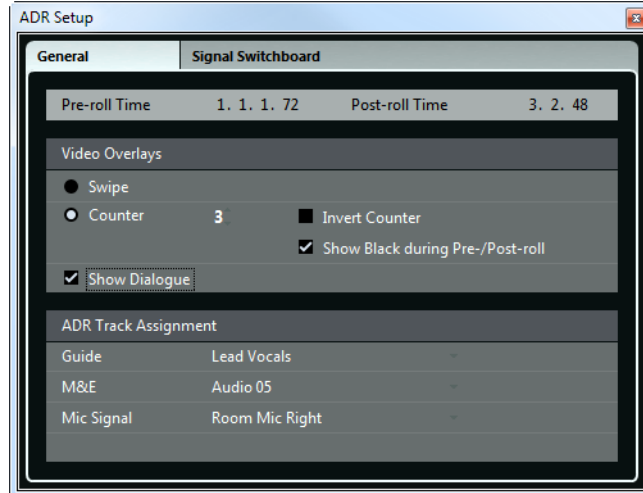 ADR Setup
General Signal Switchboard
Pre-roll Time 1. 1. 1. 72 Post-roll Time 3. 2. 48
Video Overlays
Swipe
Counter 3 Invert Counter
Show Black during Pre-/Post-roll
Show Dialogue
ADR Track Assignment
Guide Lead Vocals
M&E Audio 05
Mic Signal Room Mic Right